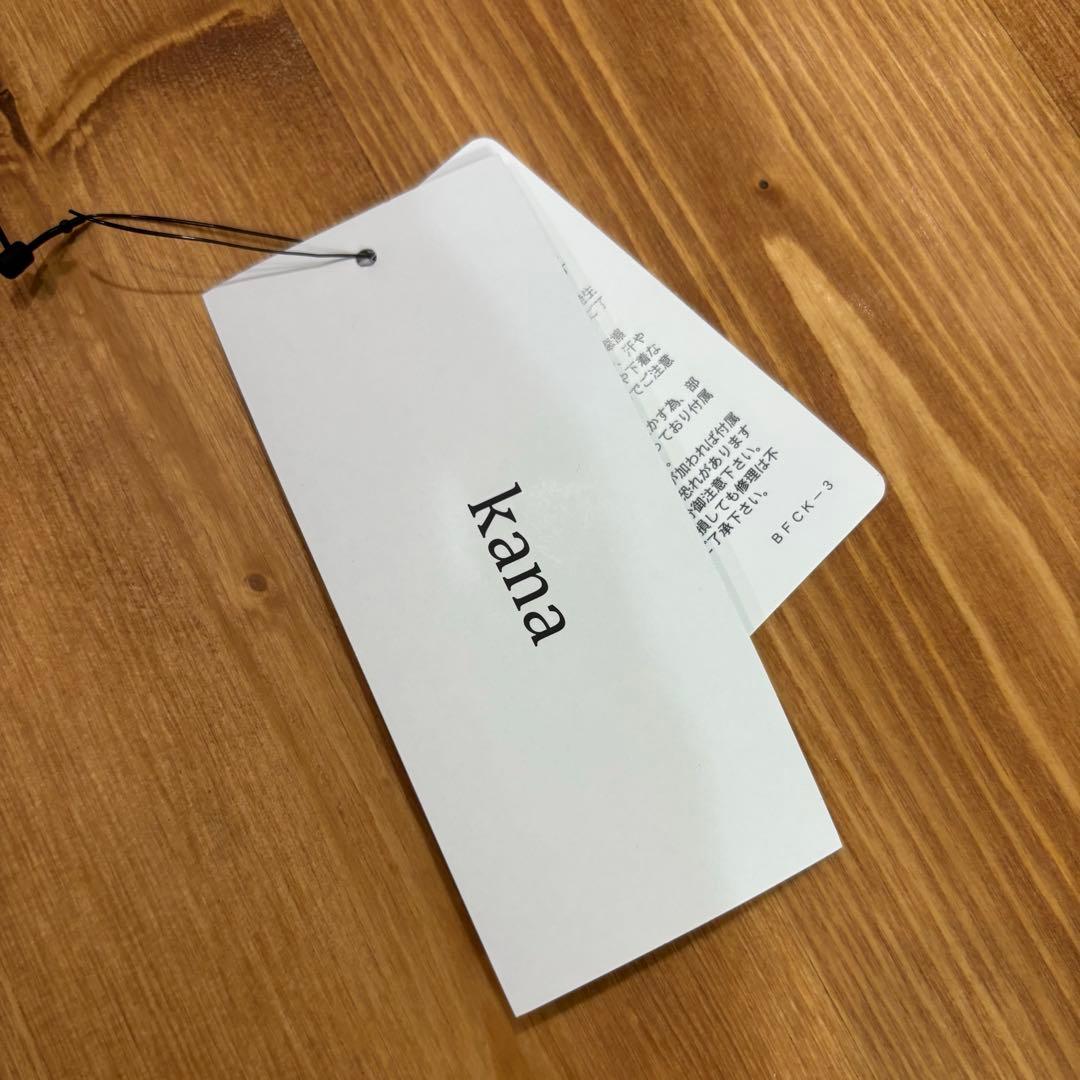 kana
汗や
下着な
でご注意
かす為、部
ており付属
加われば付属
恐れがあります
御注意下さい。
損しても修理は不
了承下さい。
BFCK－3